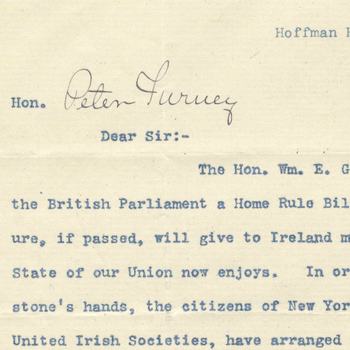 Hoffman
Hon. Peter Turney
Dear Sir:-
The Hon. Wm. E. G
the British Parliament a Home Rule Bil
ure, if passed, will give to Ireland m
State of our Union now enjoys. In or
stone's hands, the citizens of New Yor
United Irish Societies, have arranged